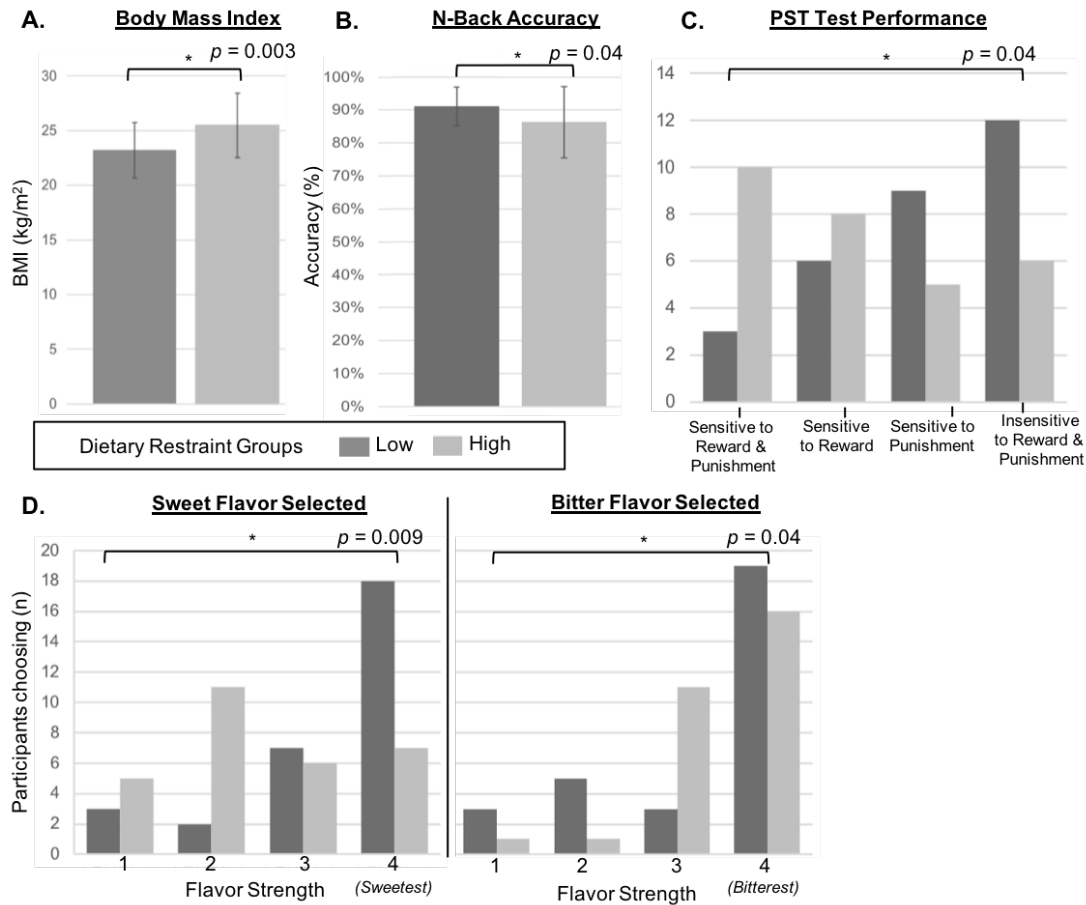 A.
Body Mass Index
* p = 0.003
30
25
20
15
10
5
0
BMI (kg/m²)
B.
N-Back Accuracy
* p = 0.04
100%
90%
80%
70%
60%
50%
40%
30%
20%
10%
0%
Accuracy (%)
Dietary Restraint Groups Low High
C.
PST Test Performance
* p = 0.04
14
12
10
8
6
4
2
0
Sensitive to
Reward &
Punishment
Sensitive
to Reward
Sensitive to
Punishment
Insensitive
to Reward &
Punishment
D.
Sweet Flavor Selected
* p = 0.009
20
18
16
14
12
10
8
6
4
2
0
Participants choosing (n)
1 2 3 4
Flavor Strength (Sweetest)
Bitter Flavor Selected
* p = 0.04
1 2 3 4
Flavor Strength (Bitterest)